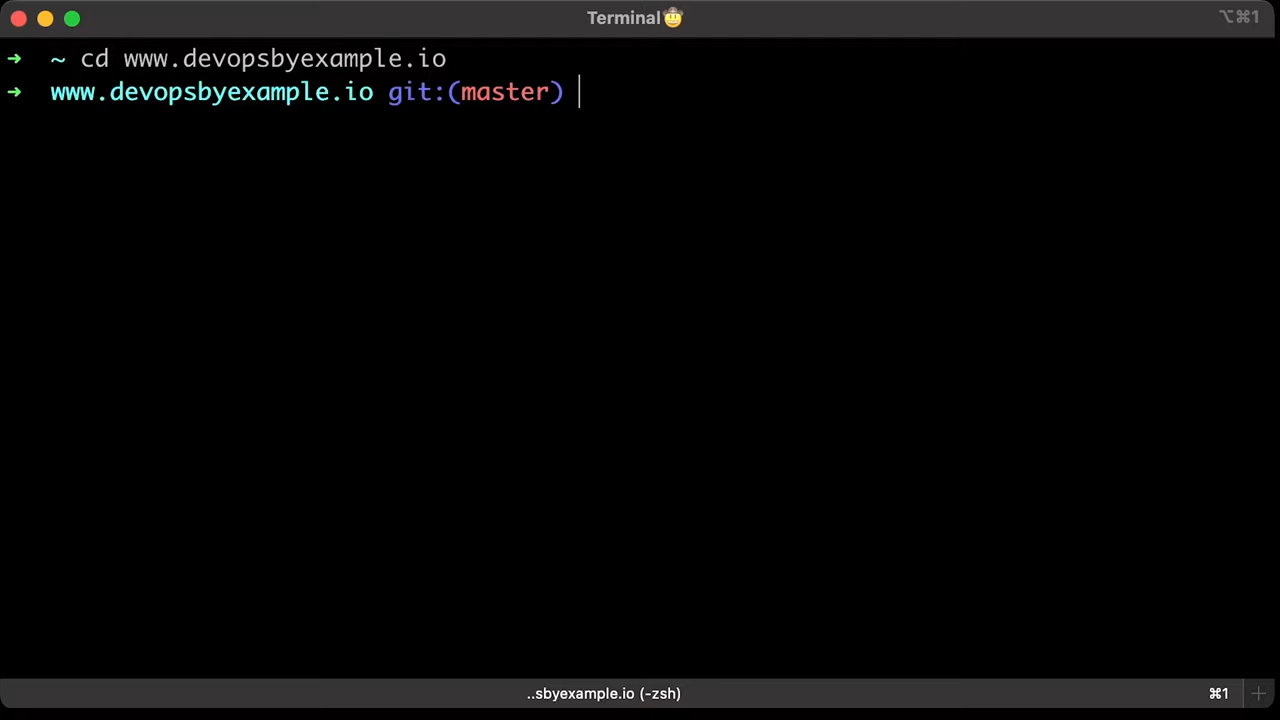 Terminal🤠
⌥⌘1
➜ ~ cd www.devopsbyexample.io
➜ www.devopsbyexample.io git:(master)
..sbyexample.io (-zsh)
⌘1